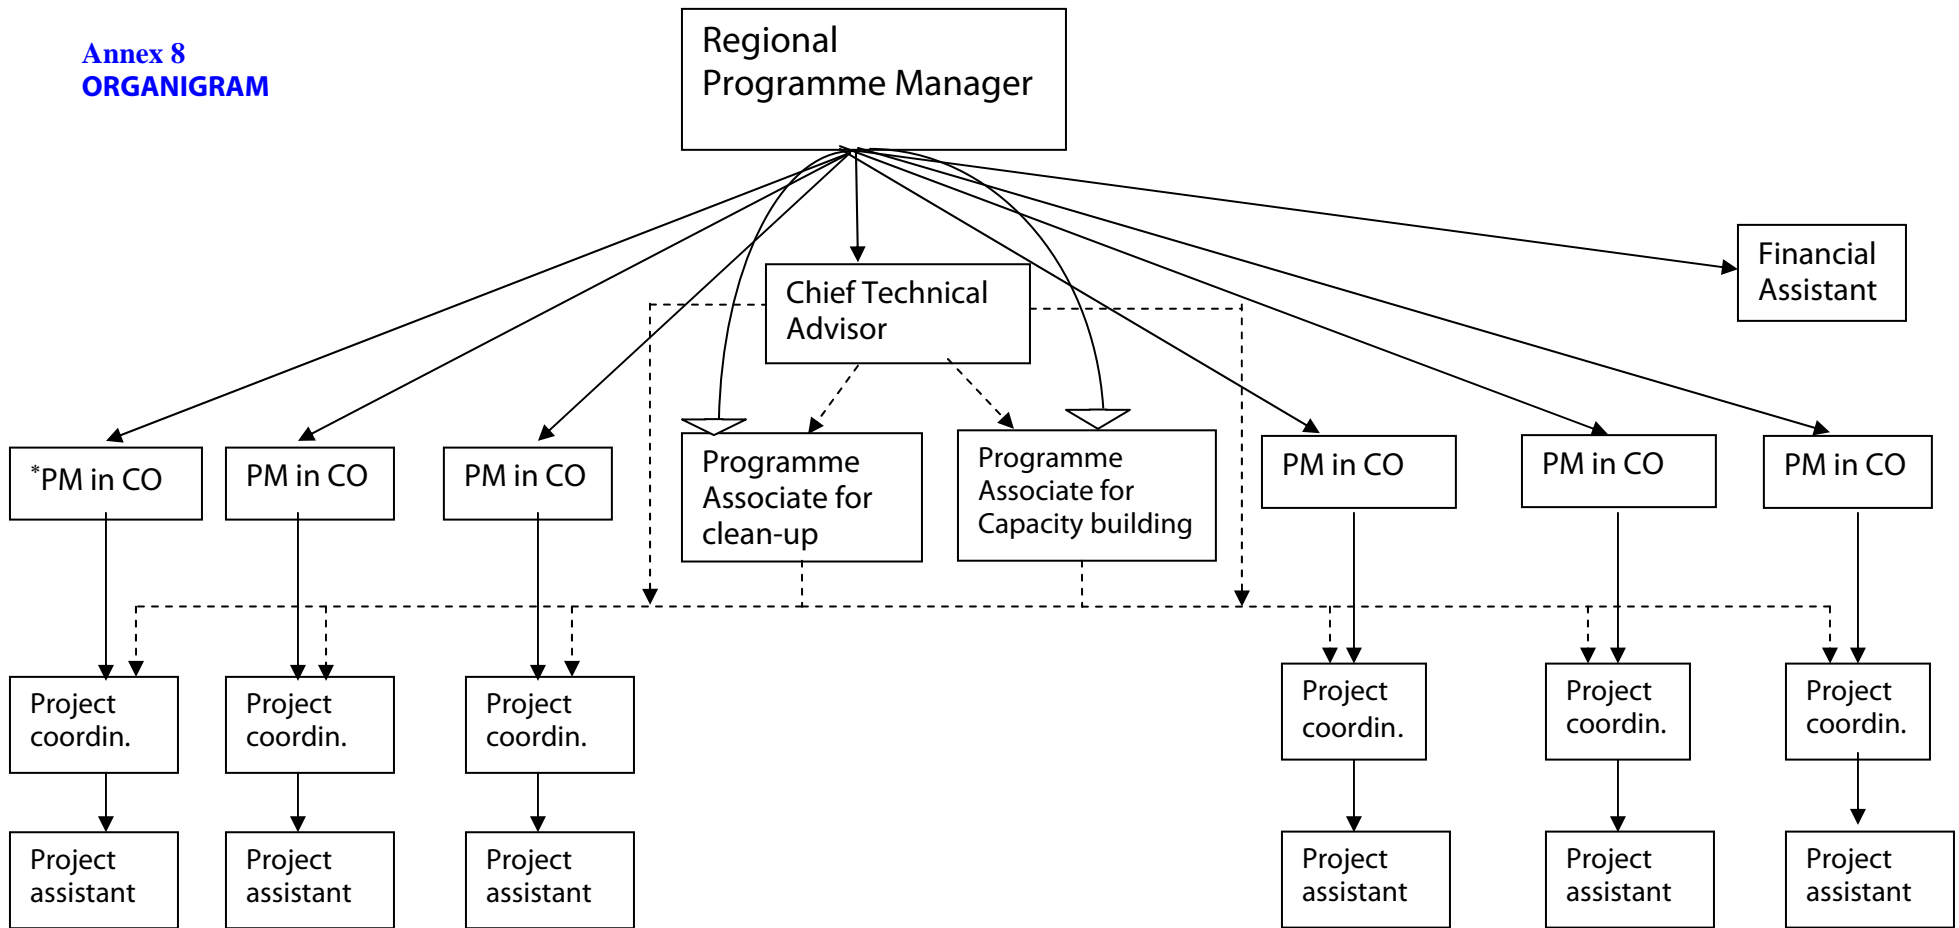 Annex 8
ORGANIGRAM
Regional
Programme Manager
Financial
Assistant
Chief Technical
Advisor
*PM in CO
PM in CO
PM in CO
Programme
Associate for
clean-up
Programme
Associate for
Capacity building
PM in CO
PM in CO
PM in CO
Project
coordin.
Project
coordin.
Project
coordin.
Project
coordin.
Project
coordin.
Project
coordin.
Project
assistant
Project
assistant
Project
assistant
Project
assistant
Project
assistant
Project
assistant